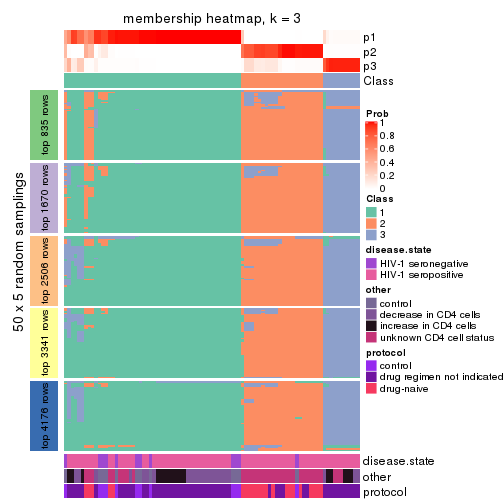 membership heatmap, k = 3
p1
p2
p3
Class
50 x 5 random samplings
top 835 rows
top 1670 rows
top 2506 rows
top 3341 rows
top 4176 rows
Prob
1
0.8
0.6
0.4
0.2
0
Class
1
2
3
disease.state
HIV-1 seronegative
HIV-1 seropositive
other
control
decrease in CD4 cells
increase in CD4 cells
unknown CD4 cell status
protocol
control
drug regimen not indicated
drug-naive
disease.state
other
protocol